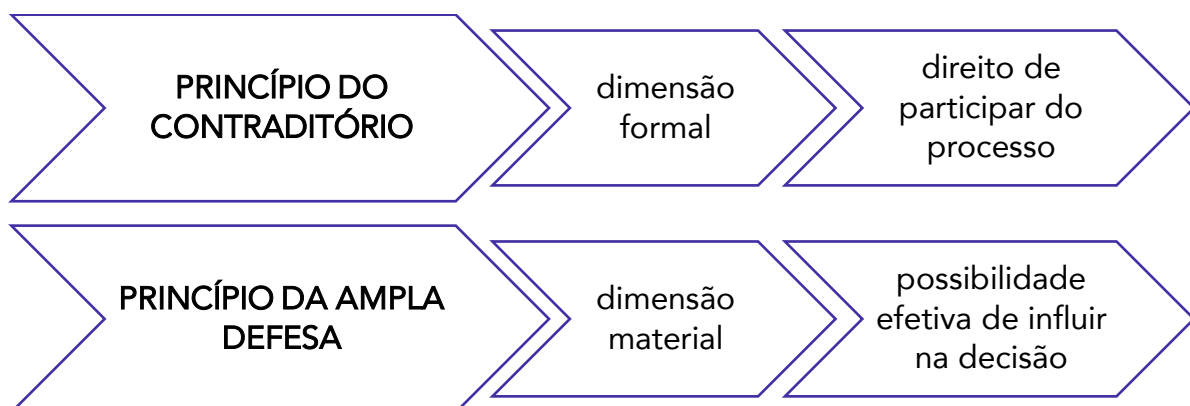 PRINCÍPIO DO
CONTRADITÓRIO
dimensão
formal
direito de
participar do
processo
PRINCÍPIO DA AMPLA
DEFESA
dimensão
material
possibilidade
efetiva de influir
na decisão